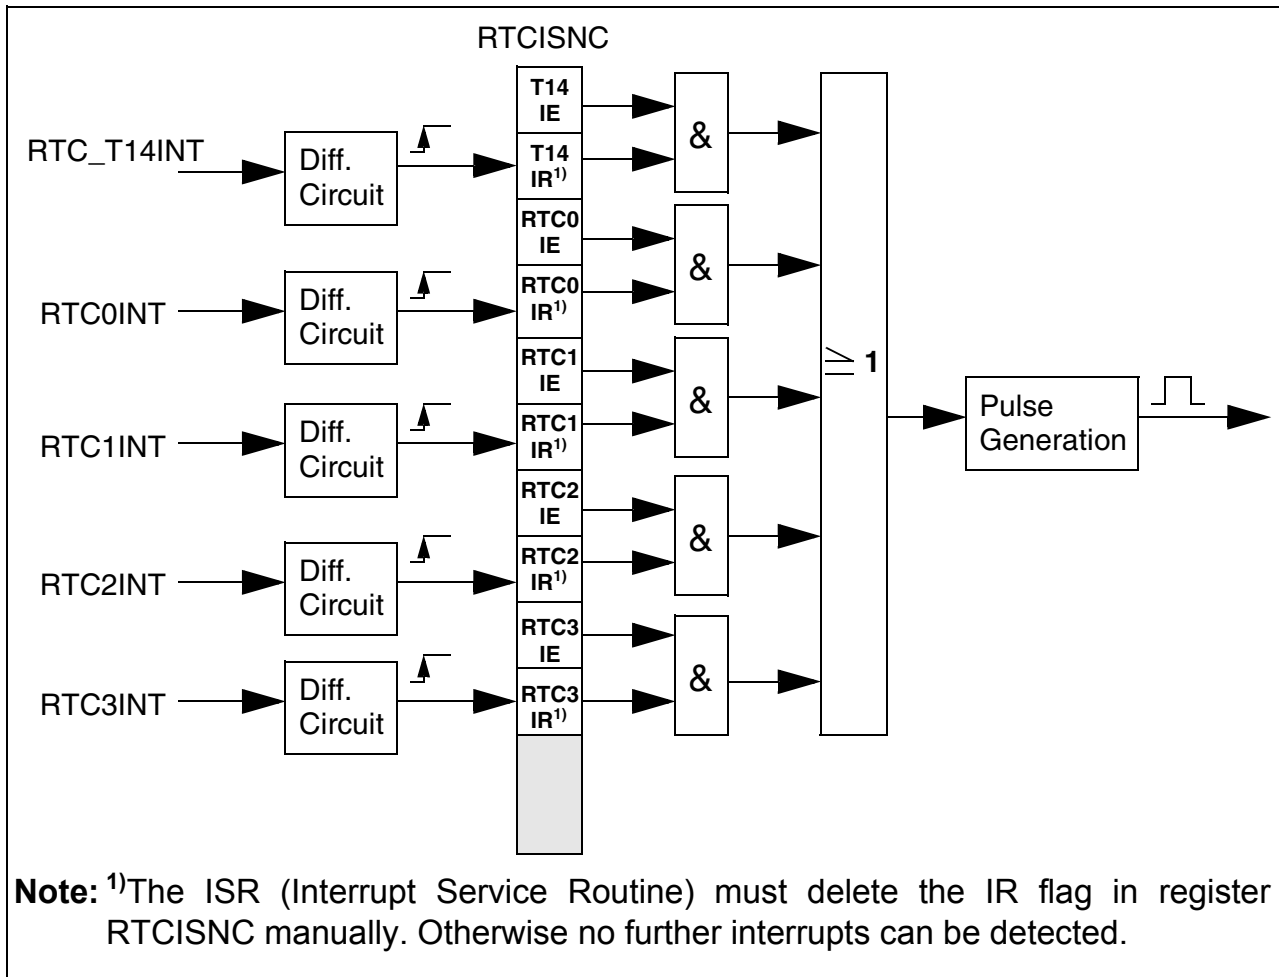 RTCISNC
T14
IE
&
RTC_T14INT
Diff.
Circuit
T14
IR1)
RTC0
IE
&
RTC0INT
Diff.
Circuit
RTC0
IR1)
RTC1
IE
&
≥ 1
RTC1INT
Diff.
Circuit
RTC1
IR1)
Pulse
Generation
RTC2
IE
&
RTC2INT
Diff.
Circuit
RTC2
IR1)
RTC3
IE
&
RTC3INT
Diff.
Circuit
RTC3
IR1)
Note: 1)The ISR (Interrupt Service Routine) must delete the IR flag in register
RTCISNC manually. Otherwise no further interrupts can be detected.